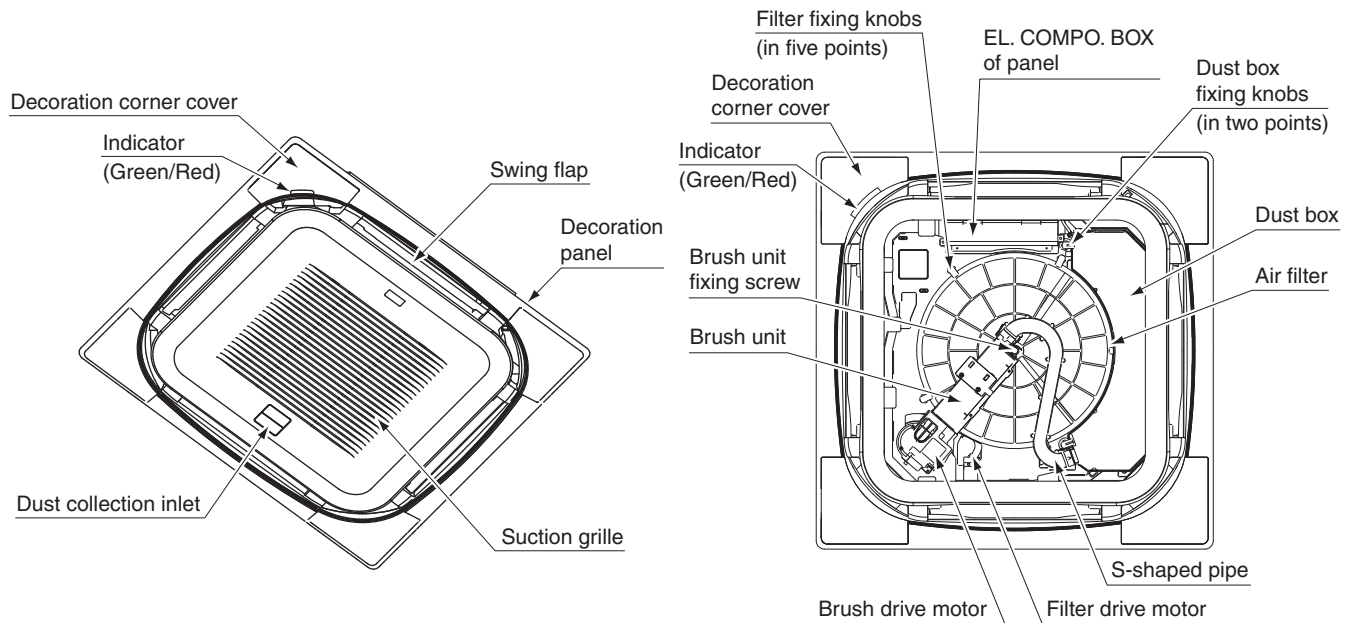 Decoration corner cover
Indicator
(Green/Red)
Swing flap
Decoration
panel
Dust collection inlet
Suction grille
Filter fixing knobs
(in five points)
EL. COMPO. BOX
of panel
Dust box
fixing knobs
(in two points)
Decoration
corner cover
Indicator
(Green/Red)
Dust box
Brush unit
fixing screw
Air filter
Brush unit
S-shaped pipe
Brush drive motor
Filter drive motor